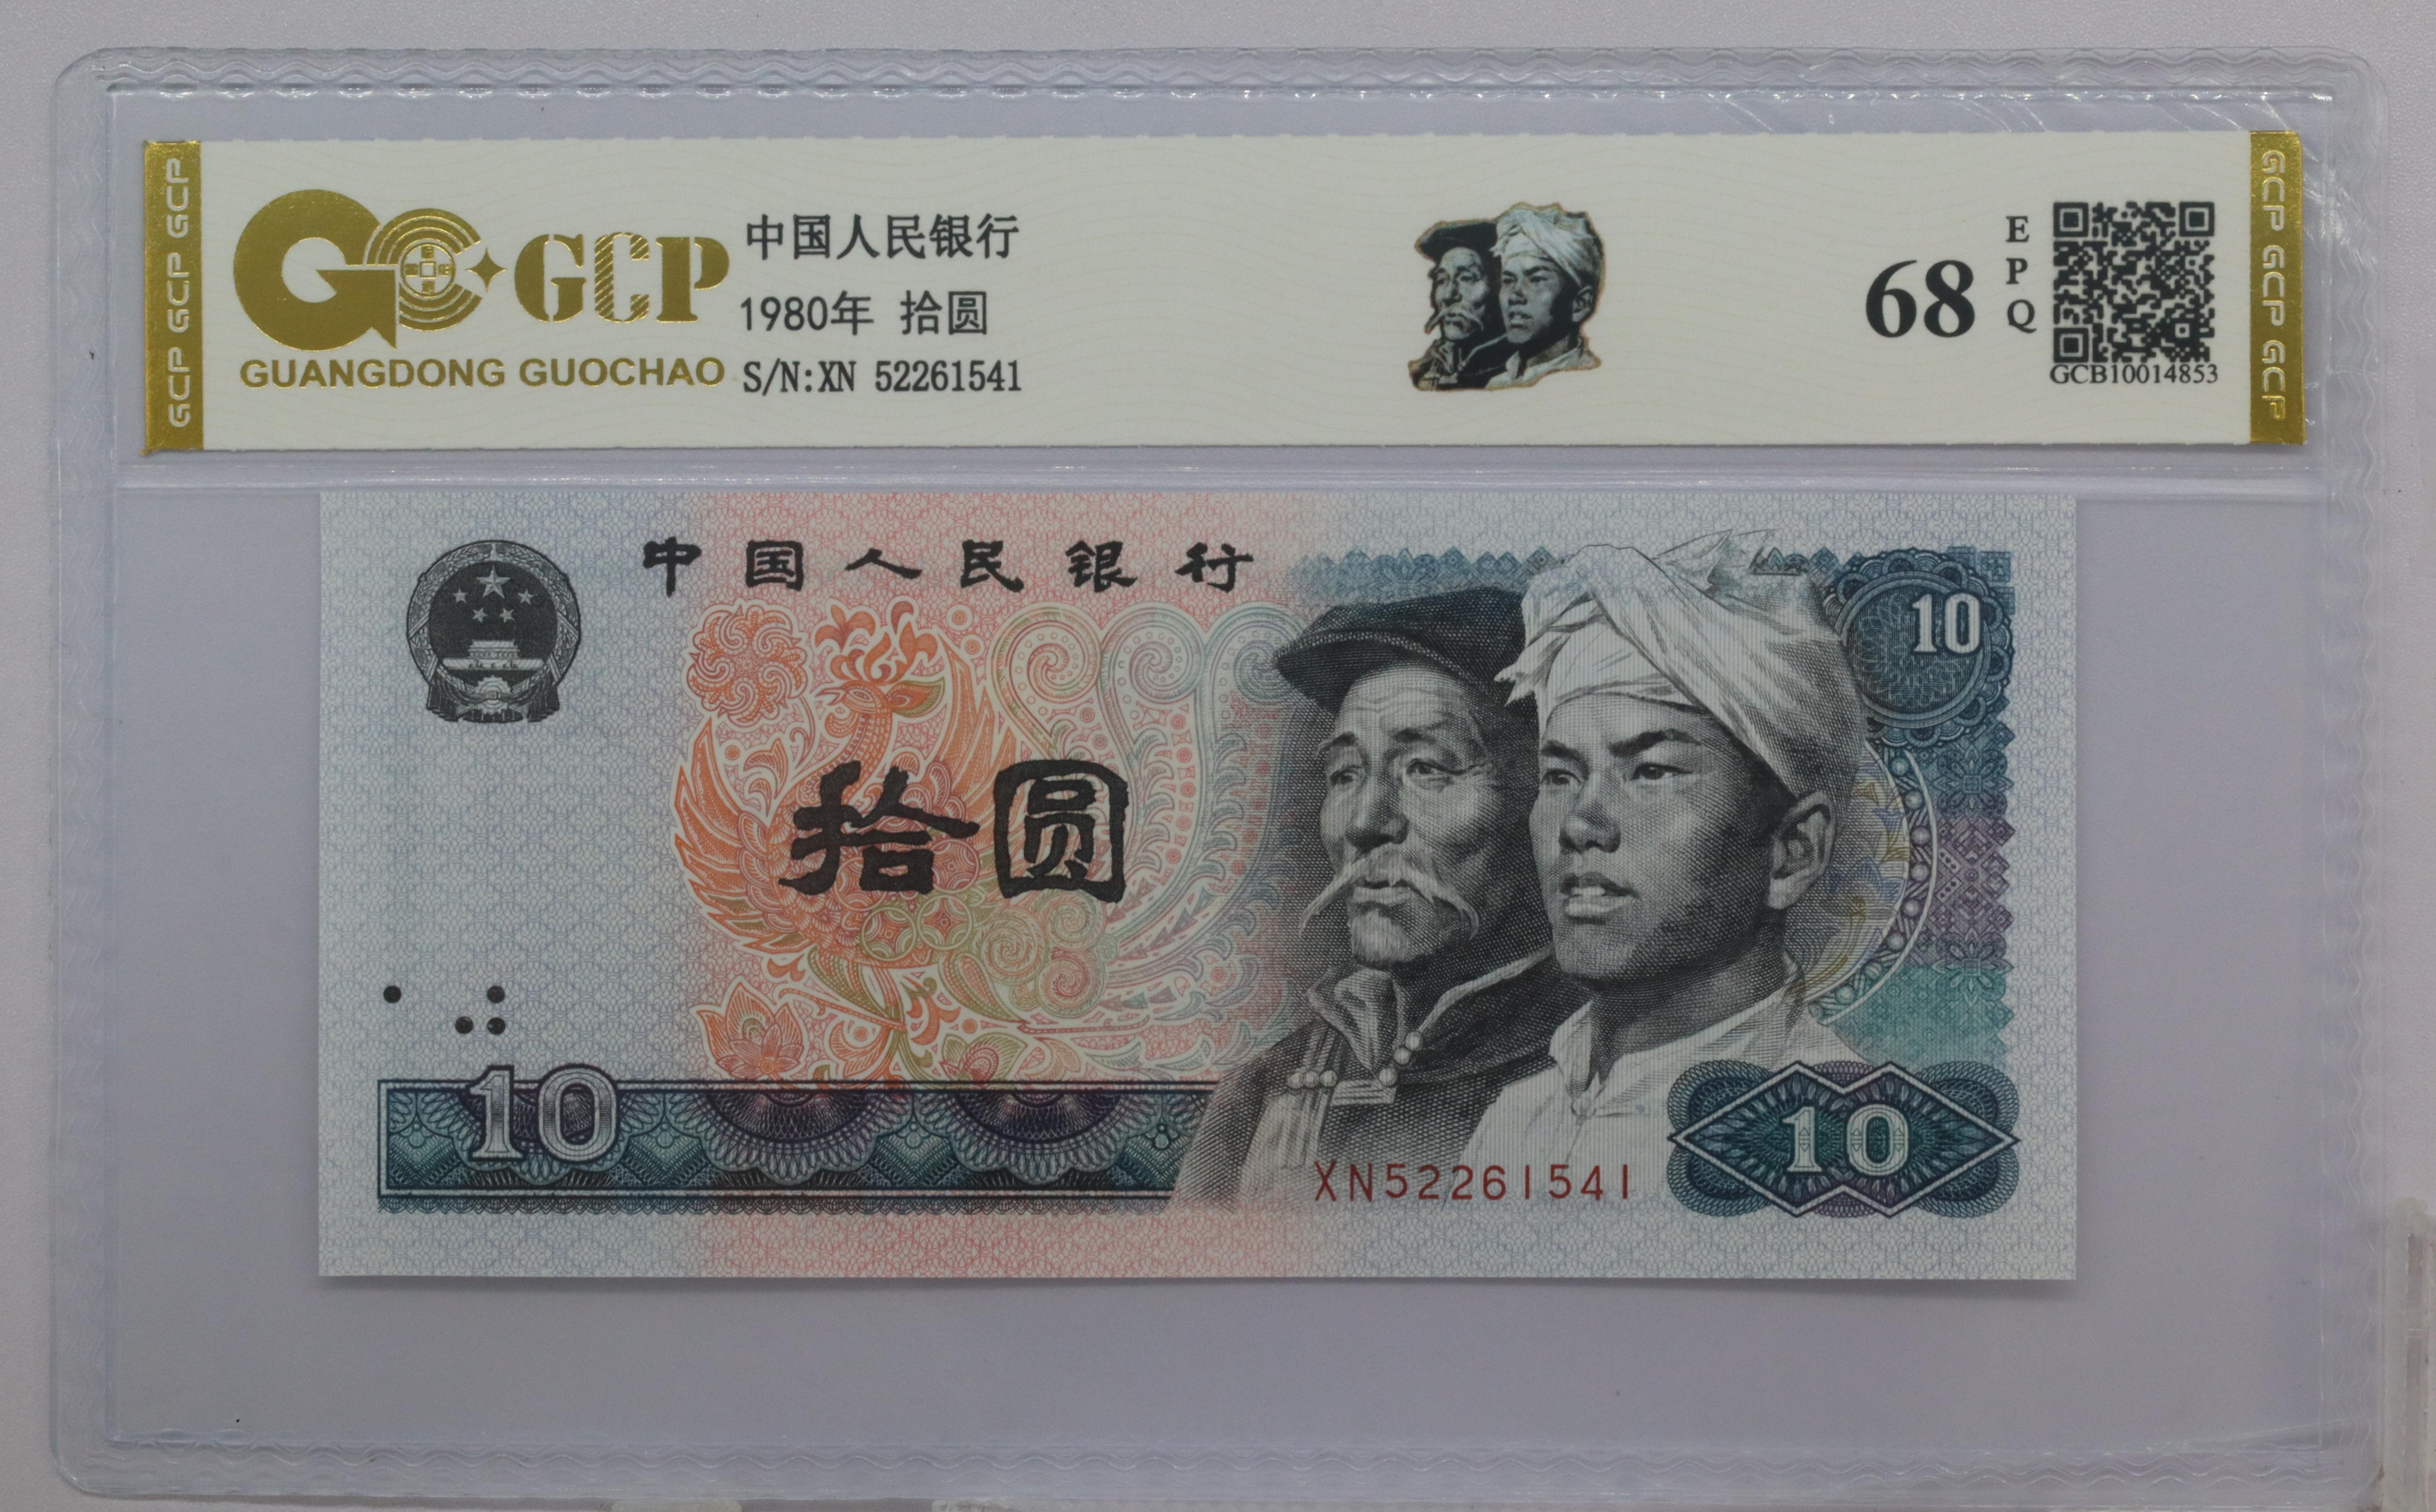 GCP GCP GCP
GCP
GUANGDONG GUOCHAO
中国人民银行
1980年 拾圆
S/N:XN 52261541
68
EPQ
GCB10014853
GCP GCP GCP
中国人民银行
10
拾圆
10
XN52261541
10